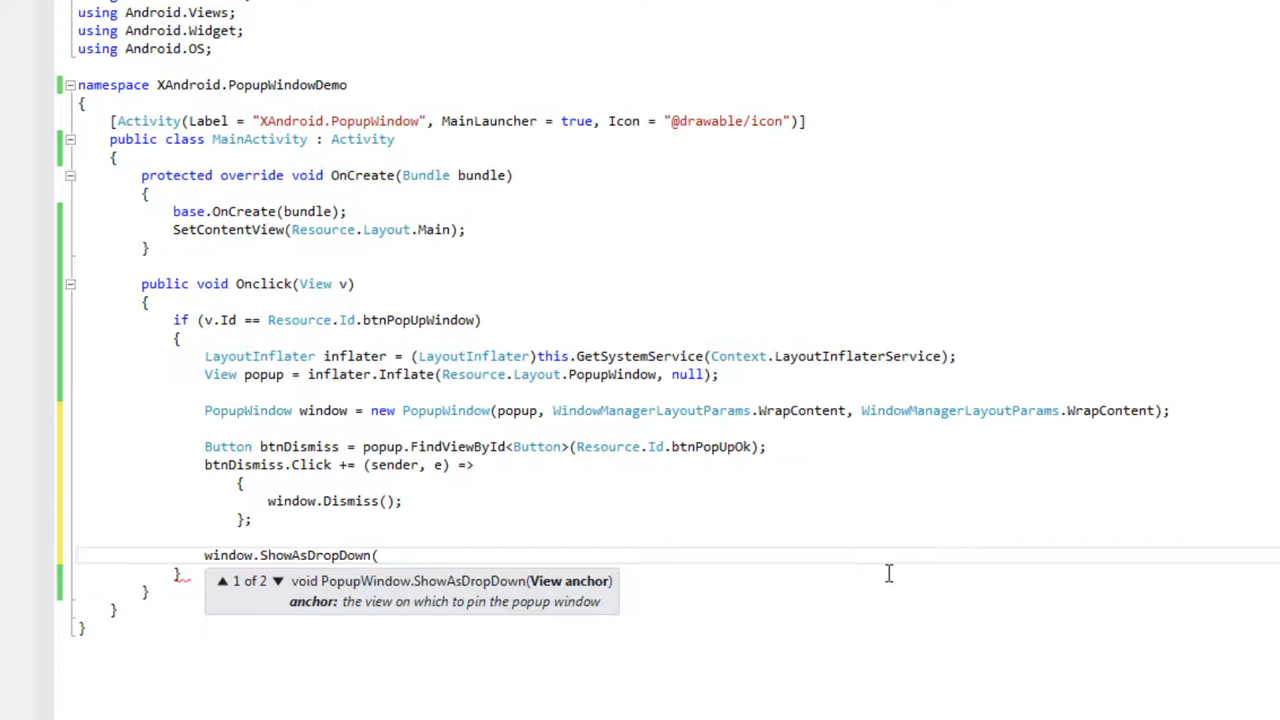 using Android.Views;
using Android.Widget;
using Android.OS;
namespace XAndroid.PopupWindowDemo
{
[Activity(Label = "XAndroid.PopupWindow", MainLauncher = true, Icon = "@drawable/icon")]
public class MainActivity : Activity
{
protected override void OnCreate(Bundle bundle)
{
base.OnCreate(bundle);
SetContentView(Resource.Layout.Main);
}
public void Onclick(View v)
{
if (v.Id == Resource.Id.btnPopUpWindow)
{
LayoutInflater inflater = (LayoutInflater)this.GetSystemService(Context.LayoutInflaterService);
View popup = inflater.Inflate(Resource.Layout.PopupWindow, null);
PopupWindow window = new PopupWindow(popup, WindowManagerLayoutParams.WrapContent, WindowManagerLayoutParams.WrapContent);
Button btnDismiss = popup.FindViewById<Button>(Resource.Id.btnPopUpOk);
btnDismiss.Click += (sender, e) =>
{
window.Dismiss();
};
window.ShowAsDropDown(
}
▲ 1 of 2 ▼ void PopupWindow.ShowAsDropDown(View anchor)
anchor: the view on which to pin the popup window
}
}
}